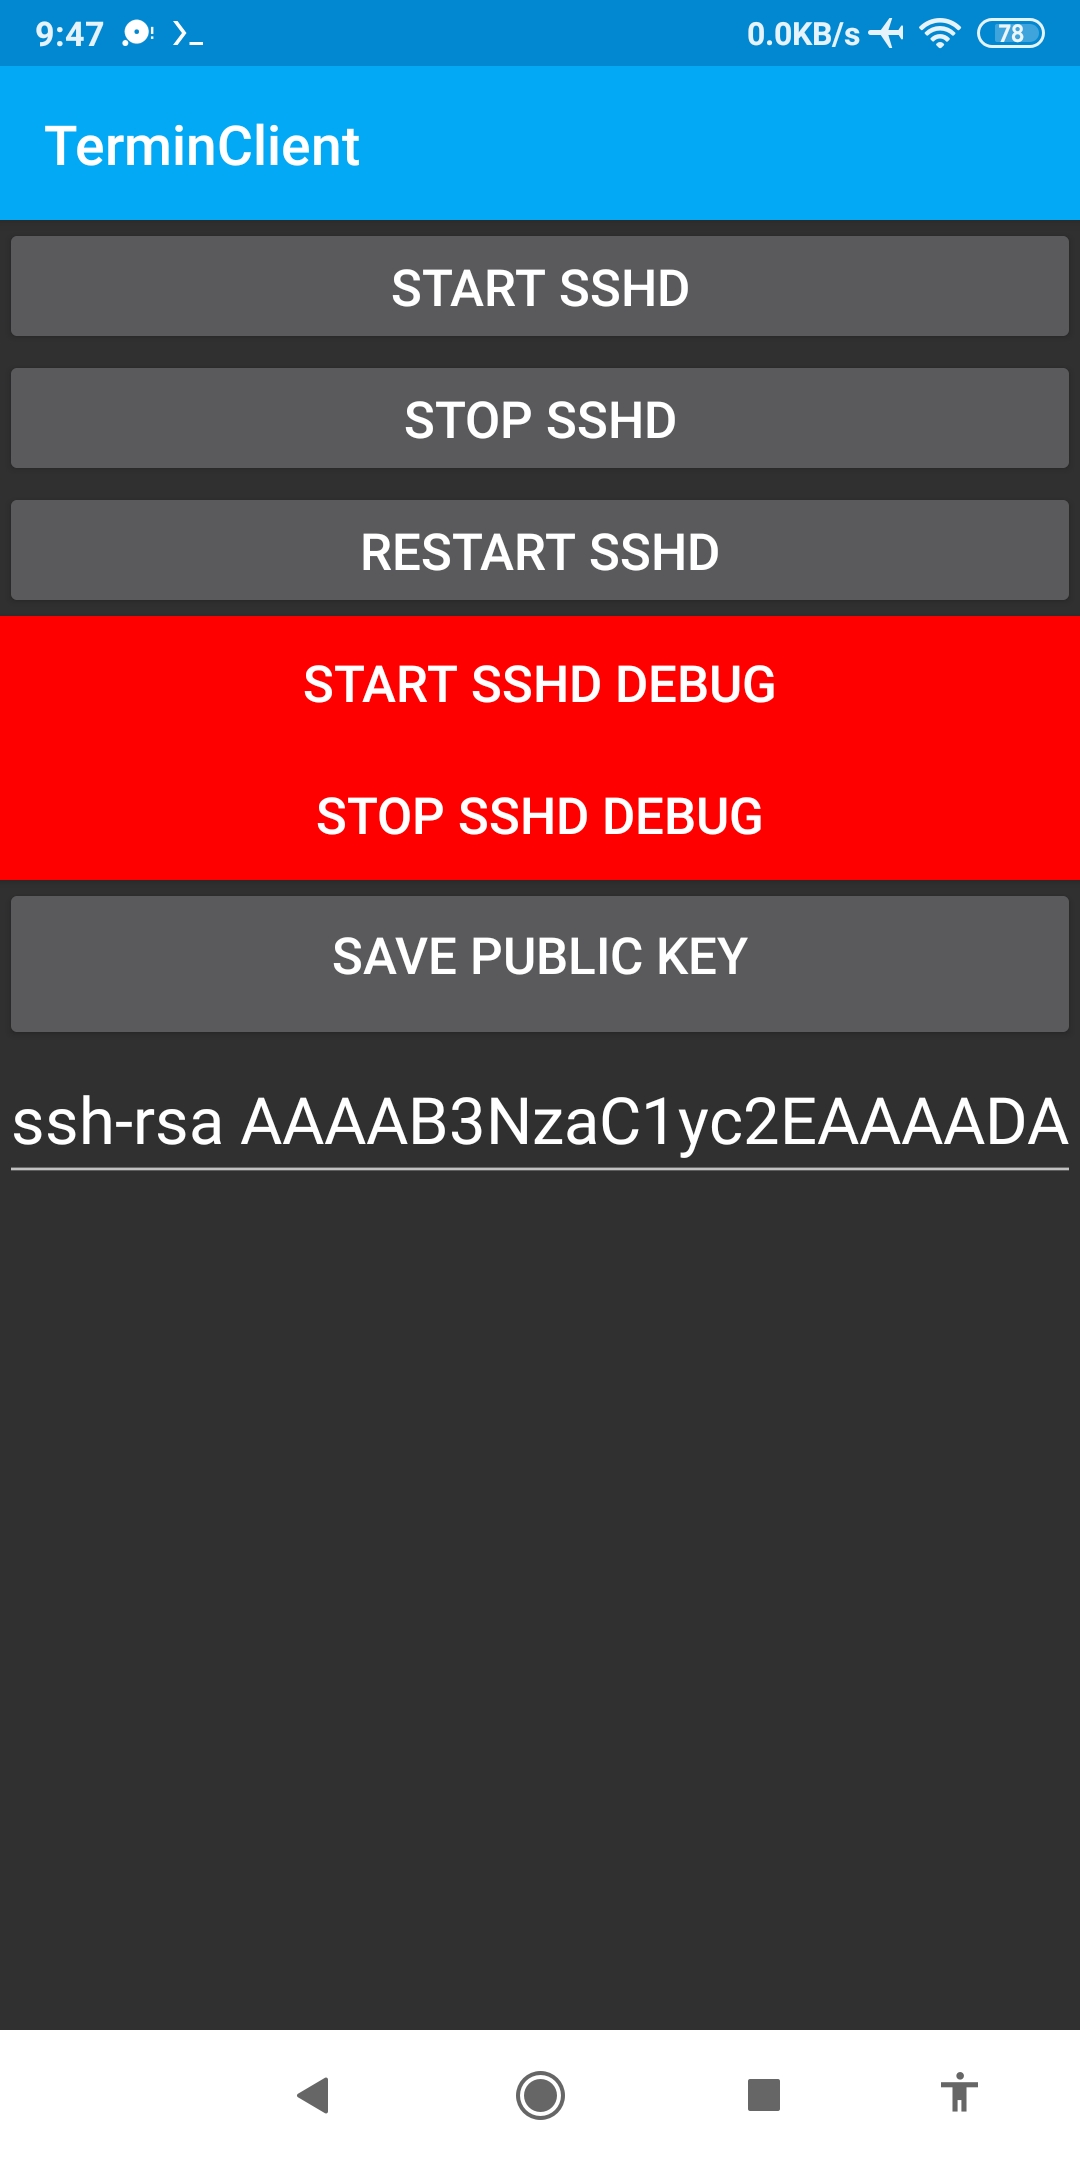 9:47
0.0KB/s
78
TerminClient
START SSHD
STOP SSHD
RESTART SSHD
START SSHD DEBUG
STOP SSHD DEBUG
SAVE PUBLIC KEY
ssh-rsa AAAAB3NzaC1yc2EAAAADA